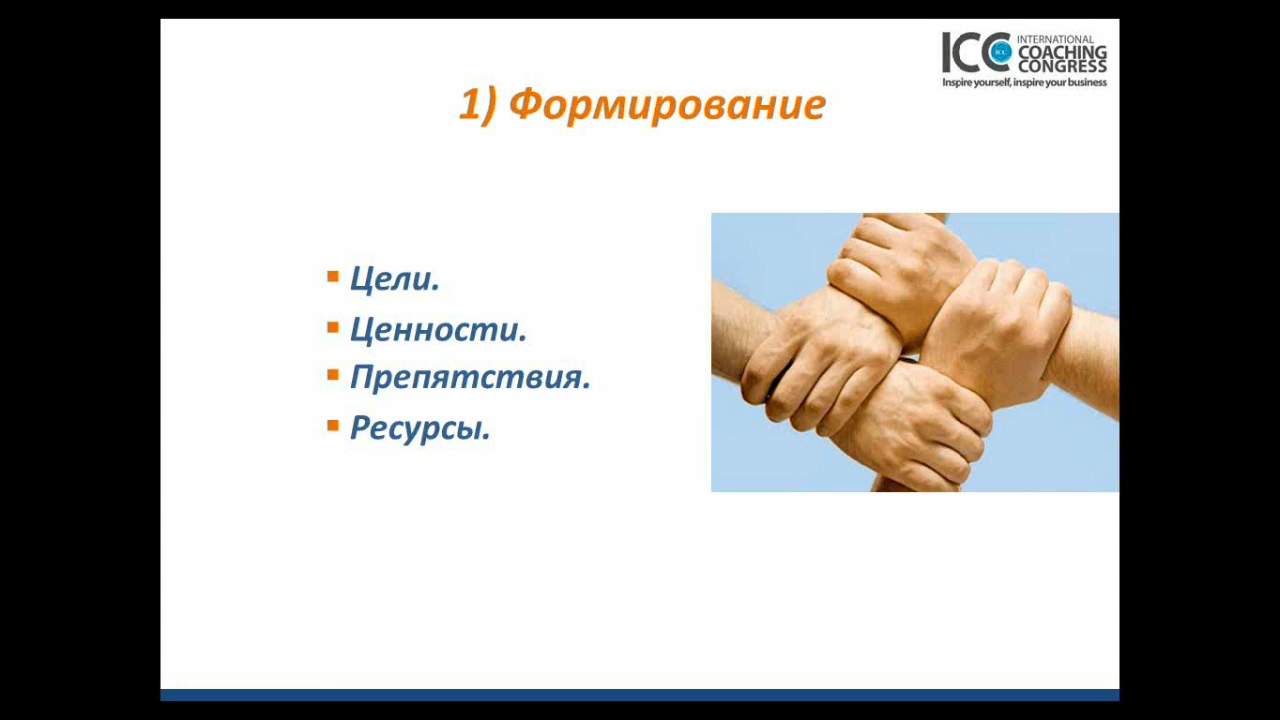 INTERNATIONAL
ICC COACHING
CONGRESS
Inspire yourself, inspire your business
1) Формирование
Цели.
Ценности.
Препятствия.
Ресурсы.